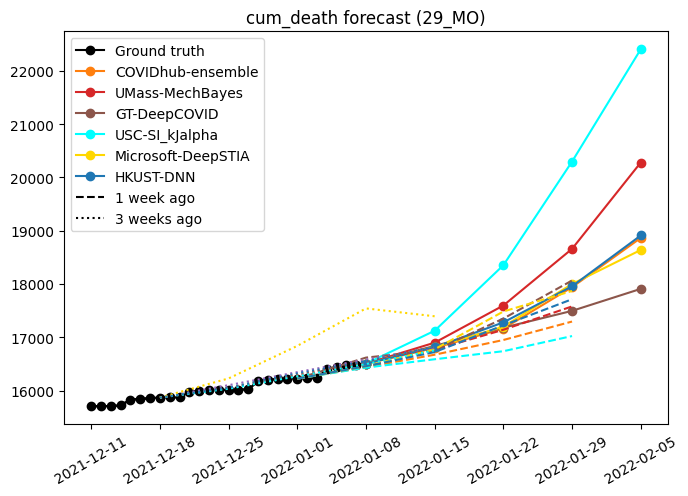 cum_death forecast (29_MO)
Ground truth
COVIDhub-ensemble
UMass-MechBayes
GT-DeepCOVID
USC-SI_kJalpha
Microsoft-DeepSTIA
HKUST-DNN
1 week ago
3 weeks ago
22000
21000
20000
19000
18000
17000
16000
2021-12-11
2021-12-18
2021-12-25
2022-01-01
2022-01-08
2022-01-15
2022-01-22
2022-01-29
2022-02-05